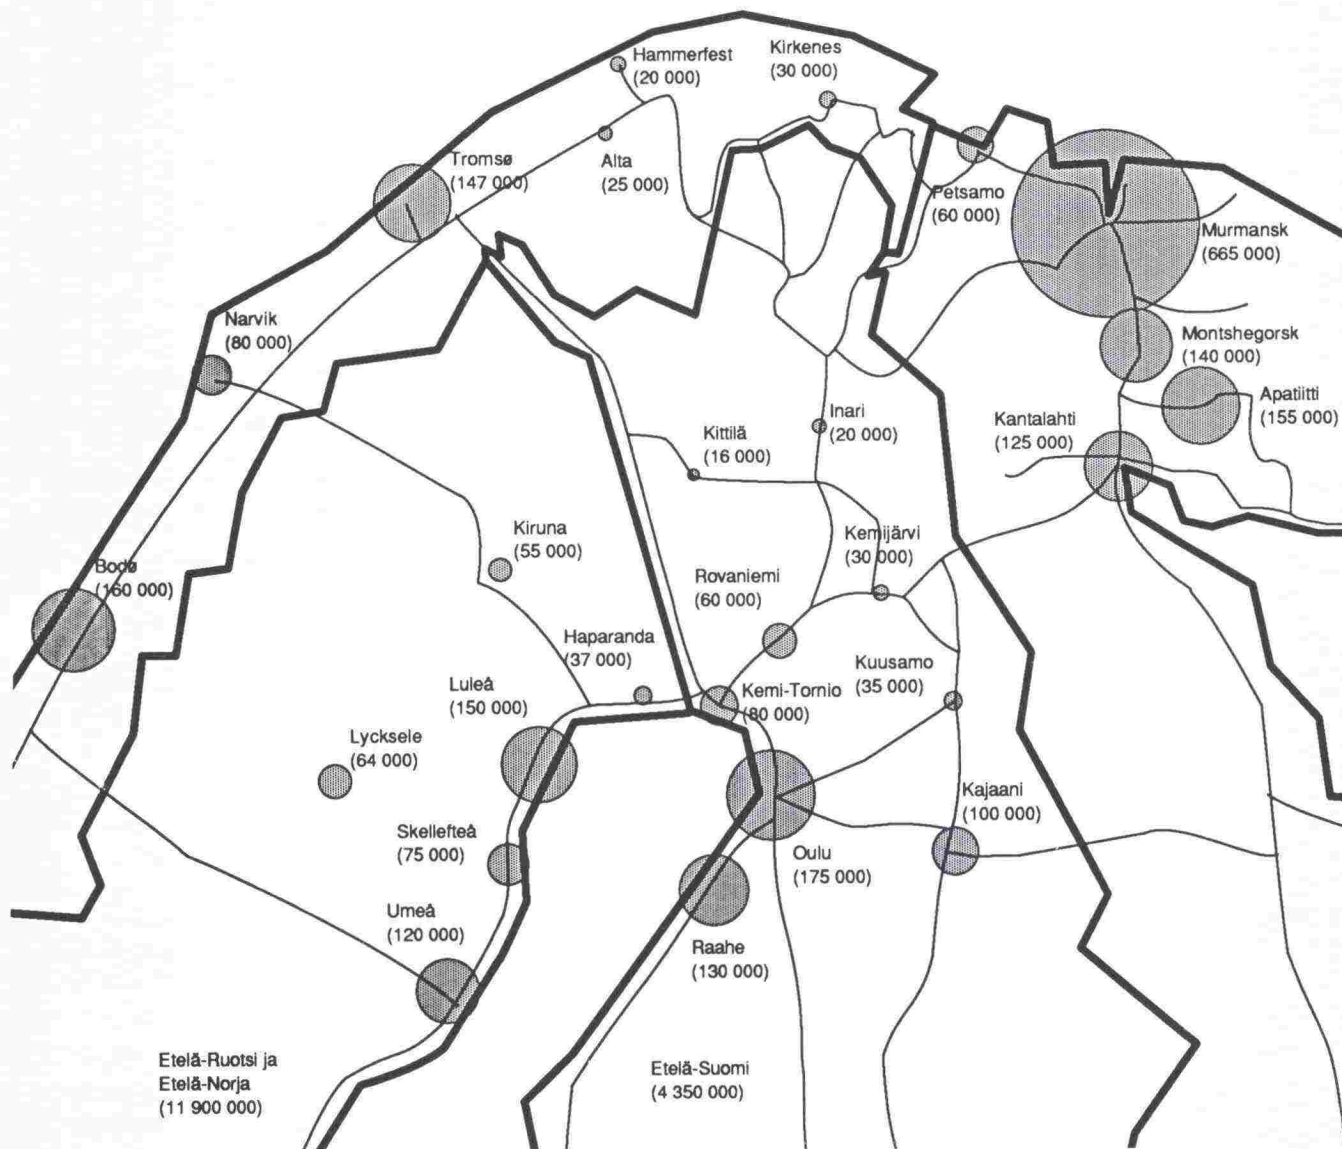 Hammerfest
(20 000)
Kirkenes
(30 000)
Tromsø
(147 000)
Alta
(25 000)
Petsamo
(60 000)
Murmansk
(665 000)
Narvik
(80 000)
Montshegorsk
(140 000)
Apatiitti
(155 000)
Kantalahti
(125 000)
Inari
(20 000)
Kittilä
(16 000)
Kiruna
(55 000)
Kemijärvi
(30 000)
Bodø
(160 000)
Rovaniemi
(60 000)
Haparanda
(37 000)
Kuusamo
(35 000)
Luleå
(150 000)
Kemi-Tornio
(80 000)
Lycksele
(64 000)
Kajaani
(100 000)
Skellefteå
(75 000)
Oulu
(175 000)
Umeå
(120 000)
Raahe
(130 000)
Etelä-Ruotsi ja
Etelä-Norja
(11 900 000)
Etelä-Suomi
(4 350 000)